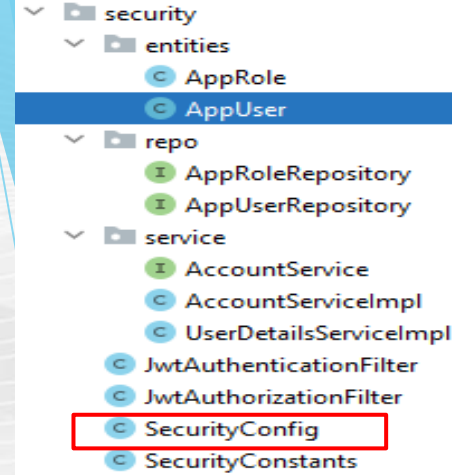 security
entities
C AppRole
C AppUser
repo
I AppRoleRepository
I AppUserRepository
service
I AccountService
C AccountServiceImpl
C UserDetailsServiceImpl
C JwtAuthenticationFilter
C JwtAuthorizationFilter
C SecurityConfig
C SecurityConstants